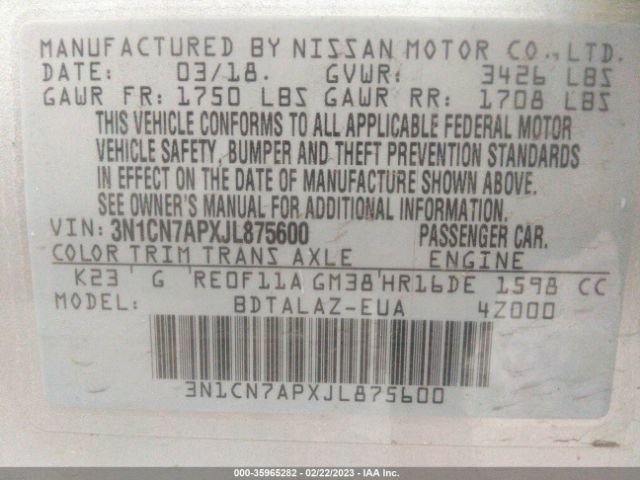 MANUFACTURED BY NISSAN MOTOR CO., LTD.
DATE: 03/18. GVWR: 3426 LBS
GAWR FR: 1750 LBS GAWR RR: 1708 LBS
THIS VEHICLE CONFORMS TO ALL APPLICABLE FEDERAL MOTOR
VEHICLE SAFETY, BUMPER AND THEFT PREVENTION STANDARDS
IN EFFECT ON THE DATE OF MANUFACTURE SHOWN ABOVE.
SEE OWNER'S MANUAL FOR ADDITIONAL INFORMATION.
VIN: 3N1CN7APXJL875600 PASSENGER CAR.
COLOR TRIM TRANS AXLE ENGINE
K23 G RE0F11A GM38 HR16DE 1598 CC
MODEL: BDTALAZ-EUA 4Z000
3N1CN7APXJL875600
000-35965282 - 02/22/2023 - IAA Inc.